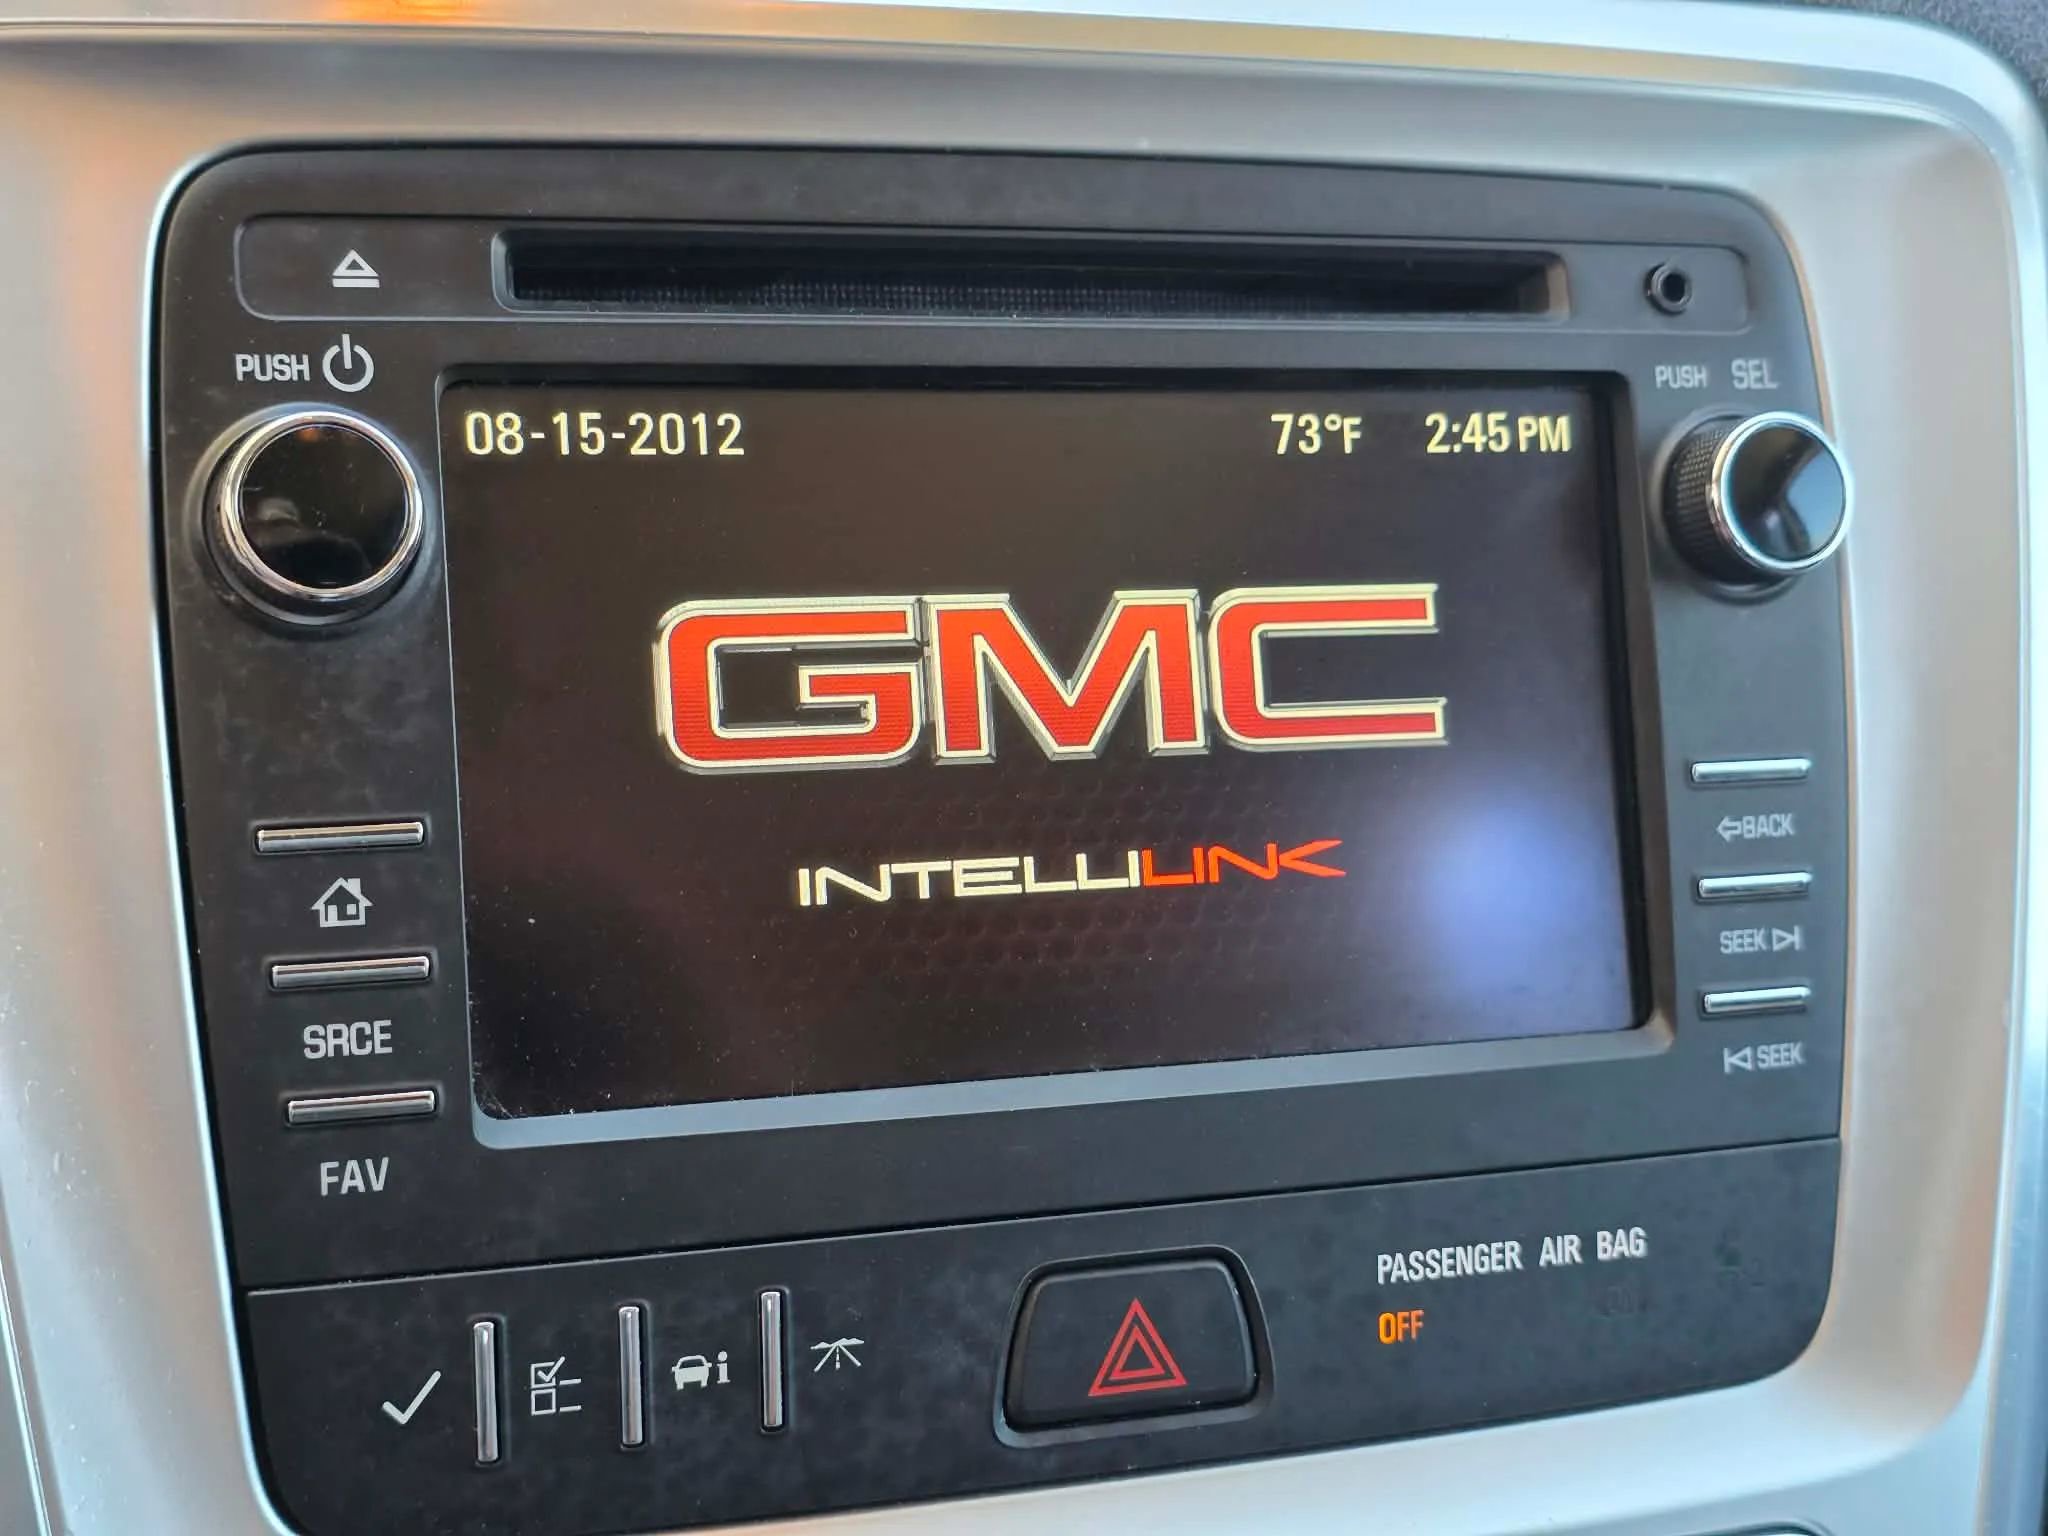 PUSH
PUSH SEL
08-15-2012 73°F 2:45 PM
GMC
INTELLILINK
BACK
SEEK
SRCE
SEEK
FAV
PASSENGER AIR BAG
OFF
i